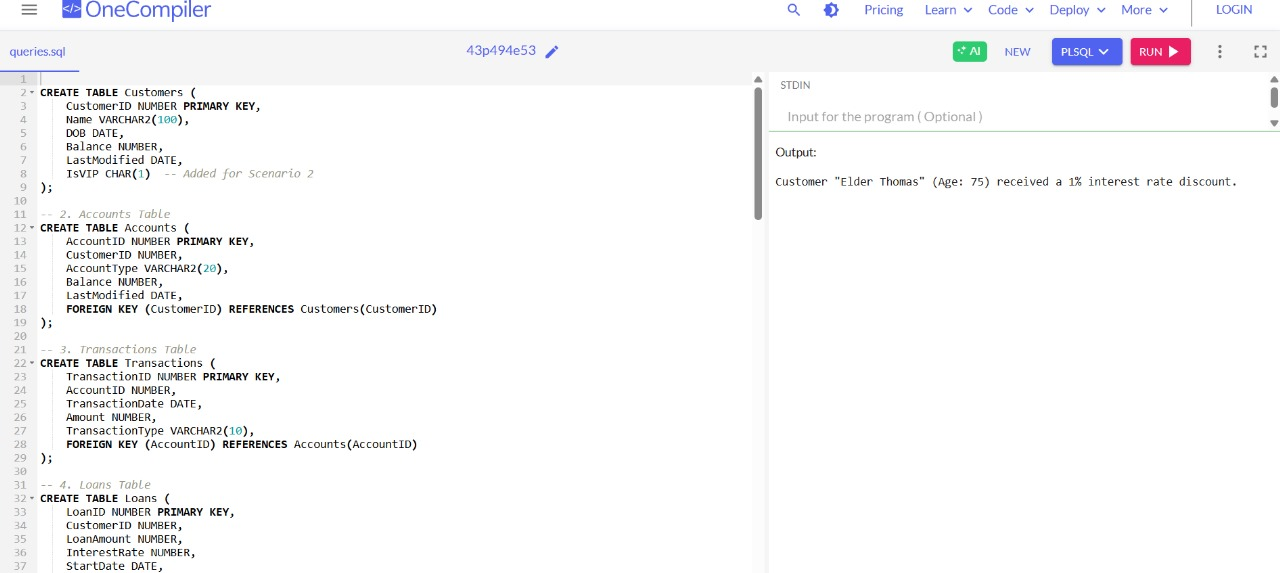 </> OneCompiler
Pricing
Learn
Code
Deploy
More
LOGIN
queries.sql
43p494e53
AI
NEW
PLSQL
RUN
1
2 CREATE TABLE Customers (
3 CustomerID NUMBER PRIMARY KEY,
4 Name VARCHAR2(100),
5 DOB DATE,
6 Balance NUMBER,
7 LastModified DATE,
8 IsVIP CHAR(1)  -- Added for Scenario 2
9 );
10
11 -- 2. Accounts Table
12 CREATE TABLE Accounts (
13 AccountID NUMBER PRIMARY KEY,
14 CustomerID NUMBER,
15 AccountType VARCHAR2(20),
16 Balance NUMBER,
17 LastModified DATE,
18 FOREIGN KEY (CustomerID) REFERENCES Customers(CustomerID)
19 );
20
21 -- 3. Transactions Table
22 CREATE TABLE Transactions (
23 TransactionID NUMBER PRIMARY KEY,
24 AccountID NUMBER,
25 TransactionDate DATE,
26 Amount NUMBER,
27 TransactionType VARCHAR2(10),
28 FOREIGN KEY (AccountID) REFERENCES Accounts(AccountID)
29 );
30
31 -- 4. Loans Table
32 CREATE TABLE Loans (
33 LoanID NUMBER PRIMARY KEY,
34 CustomerID NUMBER,
35 LoanAmount NUMBER,
36 InterestRate NUMBER,
37 StartDate DATE,
STDIN
Input for the program ( Optional )
Output:
Customer "Elder Thomas" (Age: 75) received a 1% interest rate discount.